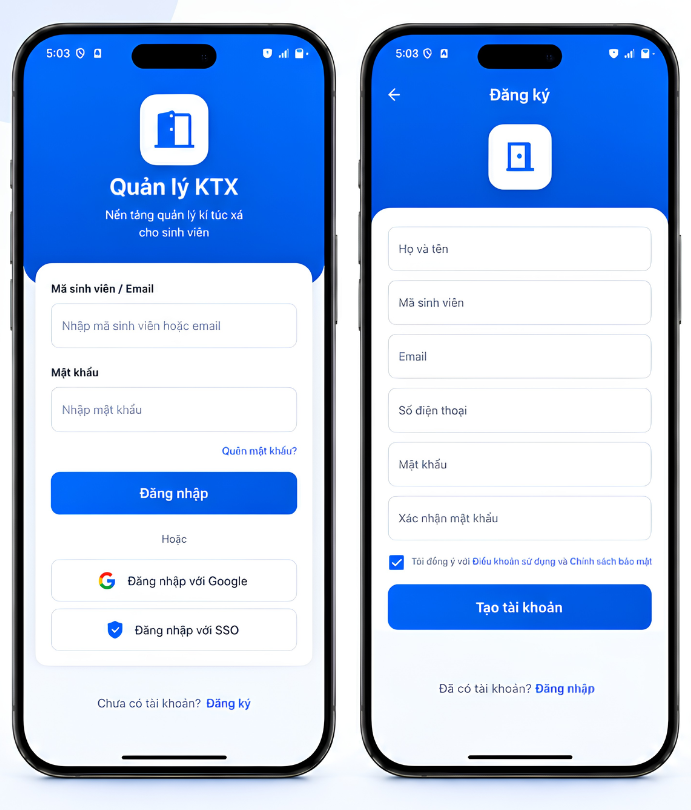 5:03
Quản lý KTX
Nền tảng quản lý kí túc xá
cho sinh viên
Mã sinh viên / Email
Nhập mã sinh viên hoặc email
Mật khẩu
Nhập mật khẩu
Quên mật khẩu?
Đăng nhập
Hoặc
Đăng nhập với Google
Đăng nhập với SSO
Chưa có tài khoản? Đăng ký
5:03
Đăng ký
Họ và tên
Mã sinh viên
Email
Số điện thoại
Mật khẩu
Xác nhận mật khẩu
Tôi đồng ý với Điều khoản sử dụng và Chính sách bảo mật
Tạo tài khoản
Đã có tài khoản? Đăng nhập